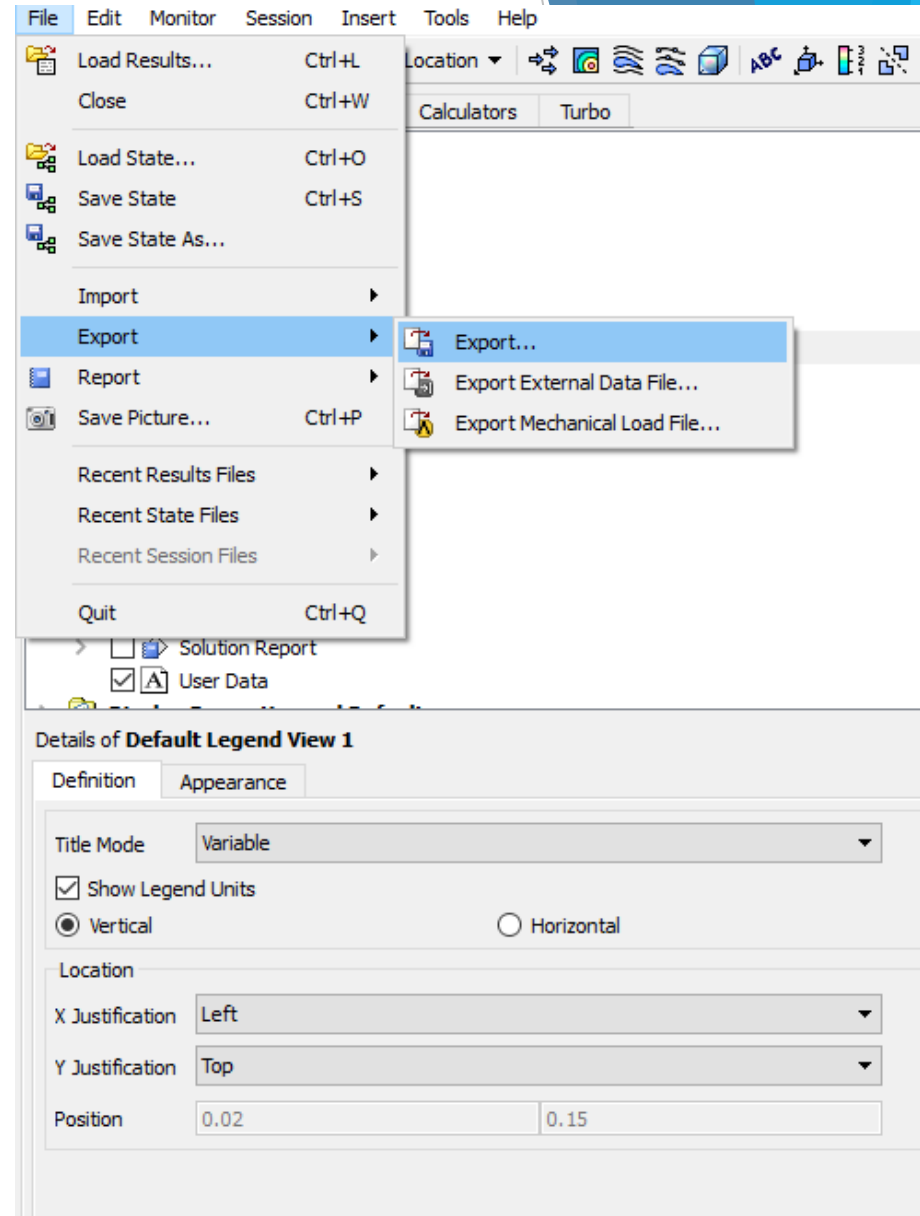 File Edit Monitor Session Insert Tools Help
Load Results... Ctrl+L
Location
ABC
Close Ctrl+W
Calculators Turbo
Load State... Ctrl+O
Save State Ctrl+S
Save State As...
Import
Export
Export...
Report
Export External Data File...
Save Picture... Ctrl+P
Export Mechanical Load File...
Recent Results Files
Recent State Files
Recent Session Files
Quit Ctrl+Q
Solution Report
A User Data
Details of Default Legend View 1
Definition Appearance
Title Mode Variable
Show Legend Units
Vertical Horizontal
Location
X Justification Left
Y Justification Top
Position 0.02 0.15